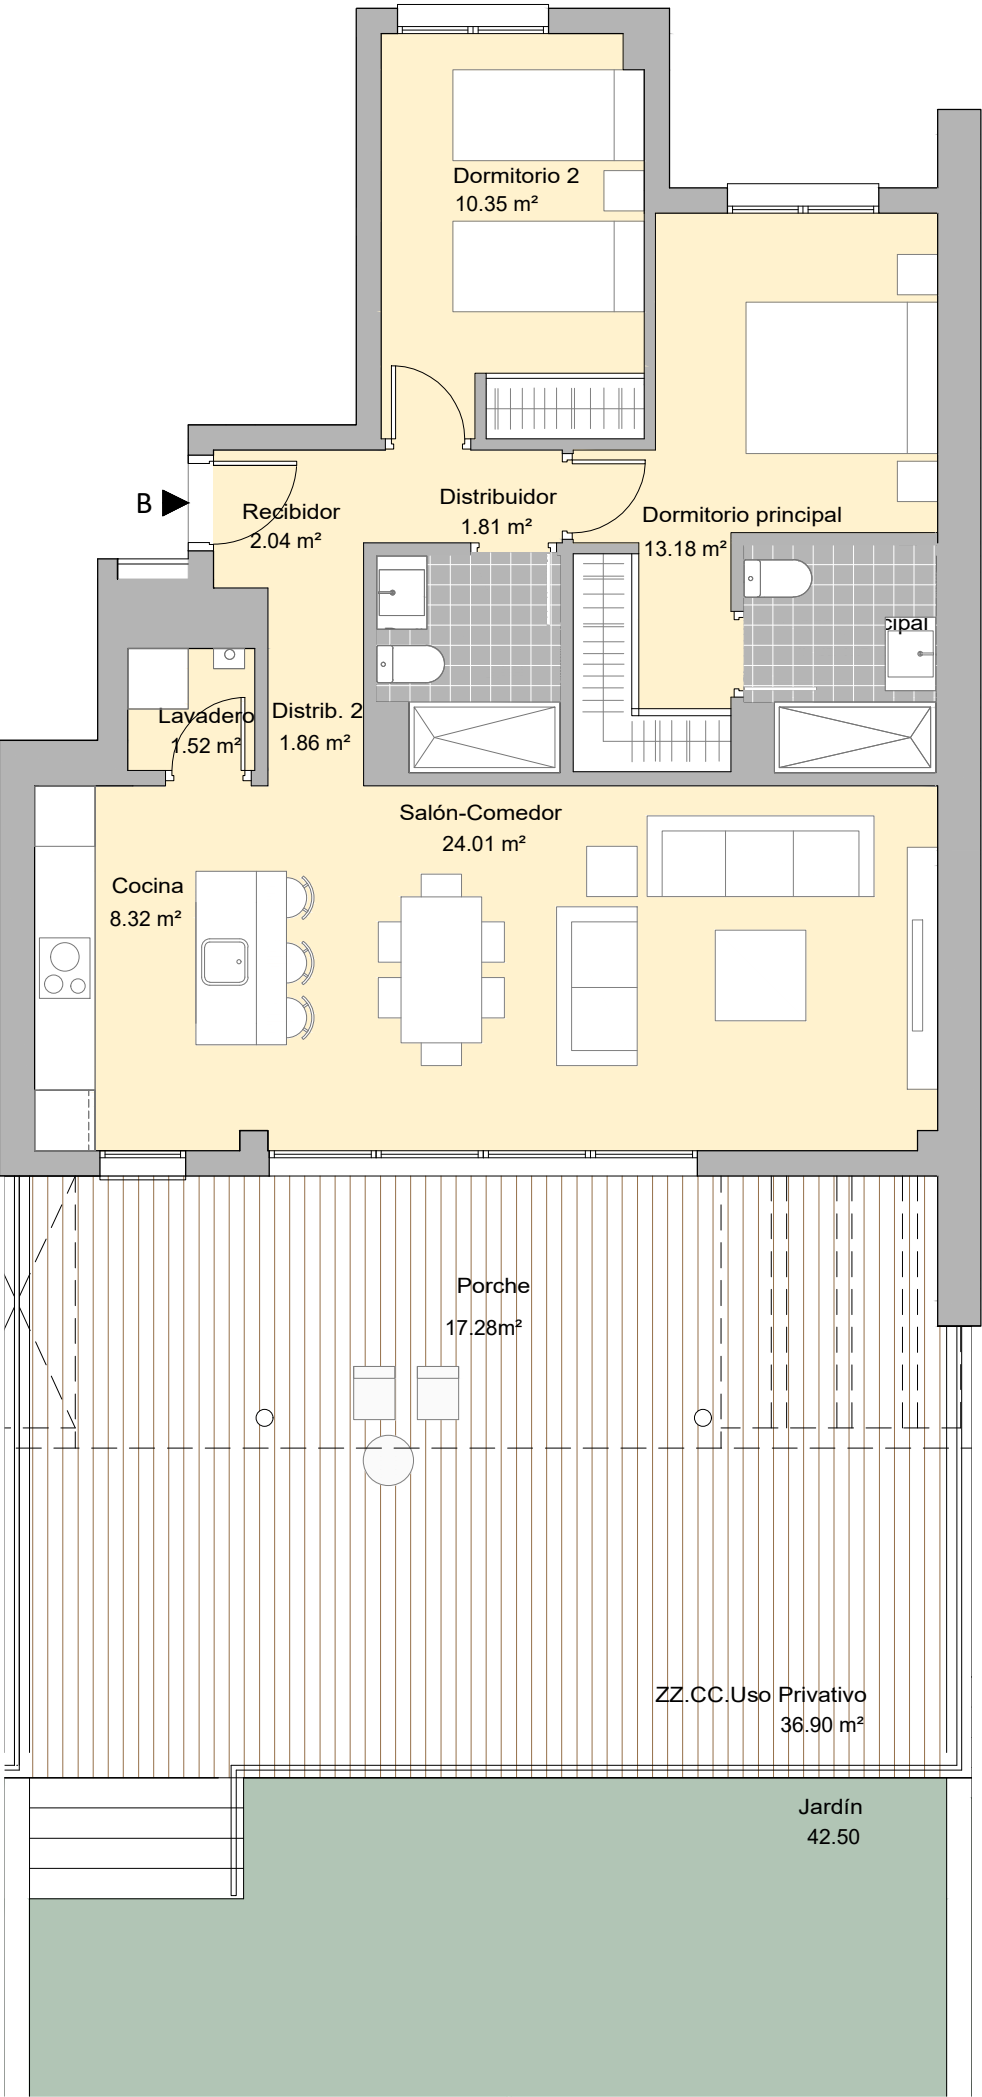 Dormitorio 2
10.35 m²
B
Recibidor
2.04 m²
Distribuidor
1.81 m²
Dormitorio principal
13.18 m²
cipal
Lavadero
1.52 m²
Distrib. 2
1.86 m²
Salón-Comedor
24.01 m²
Cocina
8.32 m²
Porche
17.28m²
ZZ.CC.Uso Privativo
36.90 m²
Jardín
42.50